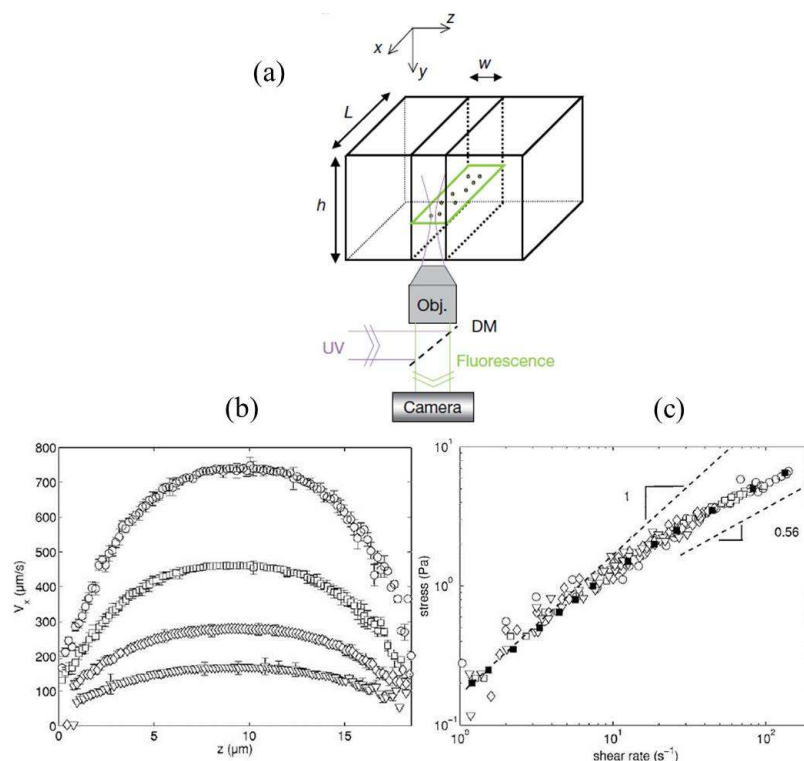 (a)
z
x
y
w
L
h
Obj.
DM
UV
Fluorescence
Camera
(b)
(c)
800
700
600
500
400
300
200
100
0
Vx (µm/s)
0
5
10
15
z (µm)
10¹
10⁰
10⁻¹
stress (Pa)
1
0.56
10⁰
10¹
10²
shear rate (s⁻¹)